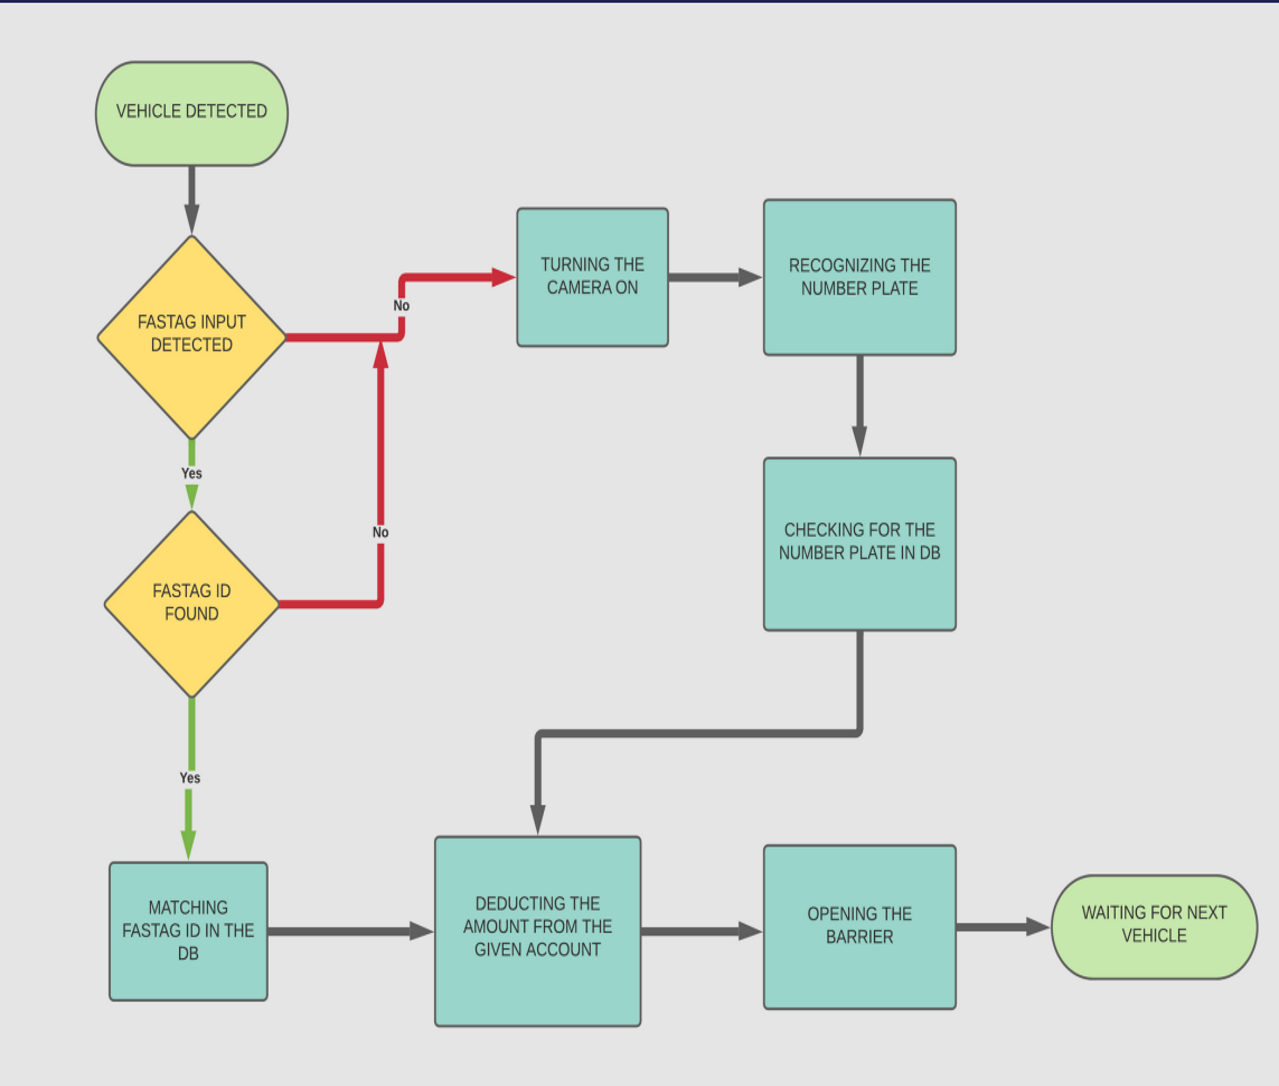 VEHICLE DETECTED
FASTAG INPUT
DETECTED
No
TURNING THE
CAMERA ON
RECOGNIZING THE
NUMBER PLATE
Yes
No
CHECKING FOR THE
NUMBER PLATE IN DB
FASTAG ID
FOUND
Yes
MATCHING
FASTAG ID IN THE
DB
DEDUCTING THE
AMOUNT FROM THE
GIVEN ACCOUNT
OPENING THE
BARRIER
WAITING FOR NEXT
VEHICLE